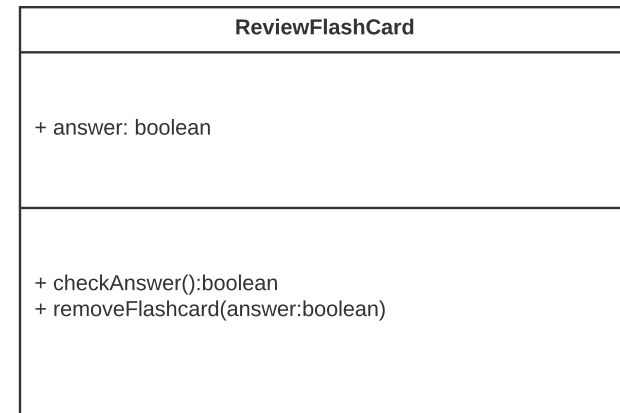 ReviewFlashCard
+ answer: boolean
+ checkAnswer():boolean
+ removeFlashcard(answer:boolean)